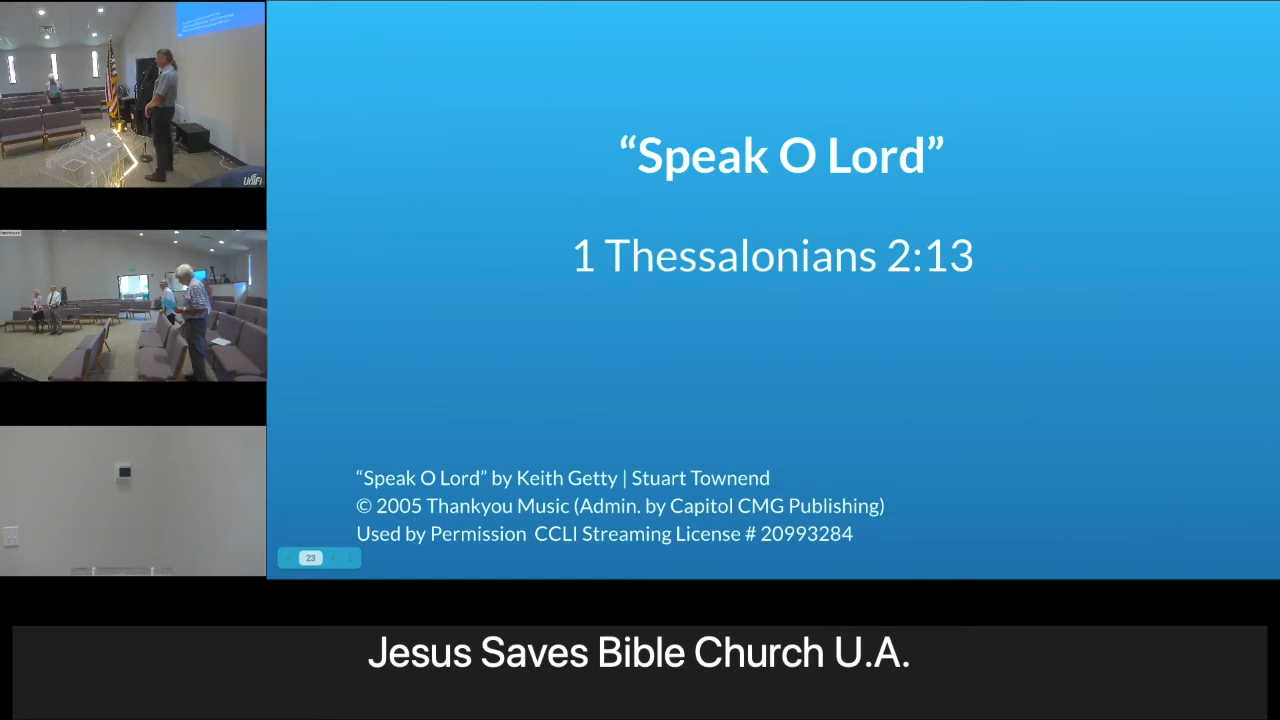 UniFi
“Speak O Lord”
1 Thessalonians 2:13
“Speak O Lord” by Keith Getty | Stuart Townend
© 2005 Thankyou Music (Admin. by Capitol CMG Publishing)
Used by Permission CCLI Streaming License # 20993284
23
Jesus Saves Bible Church U.A.